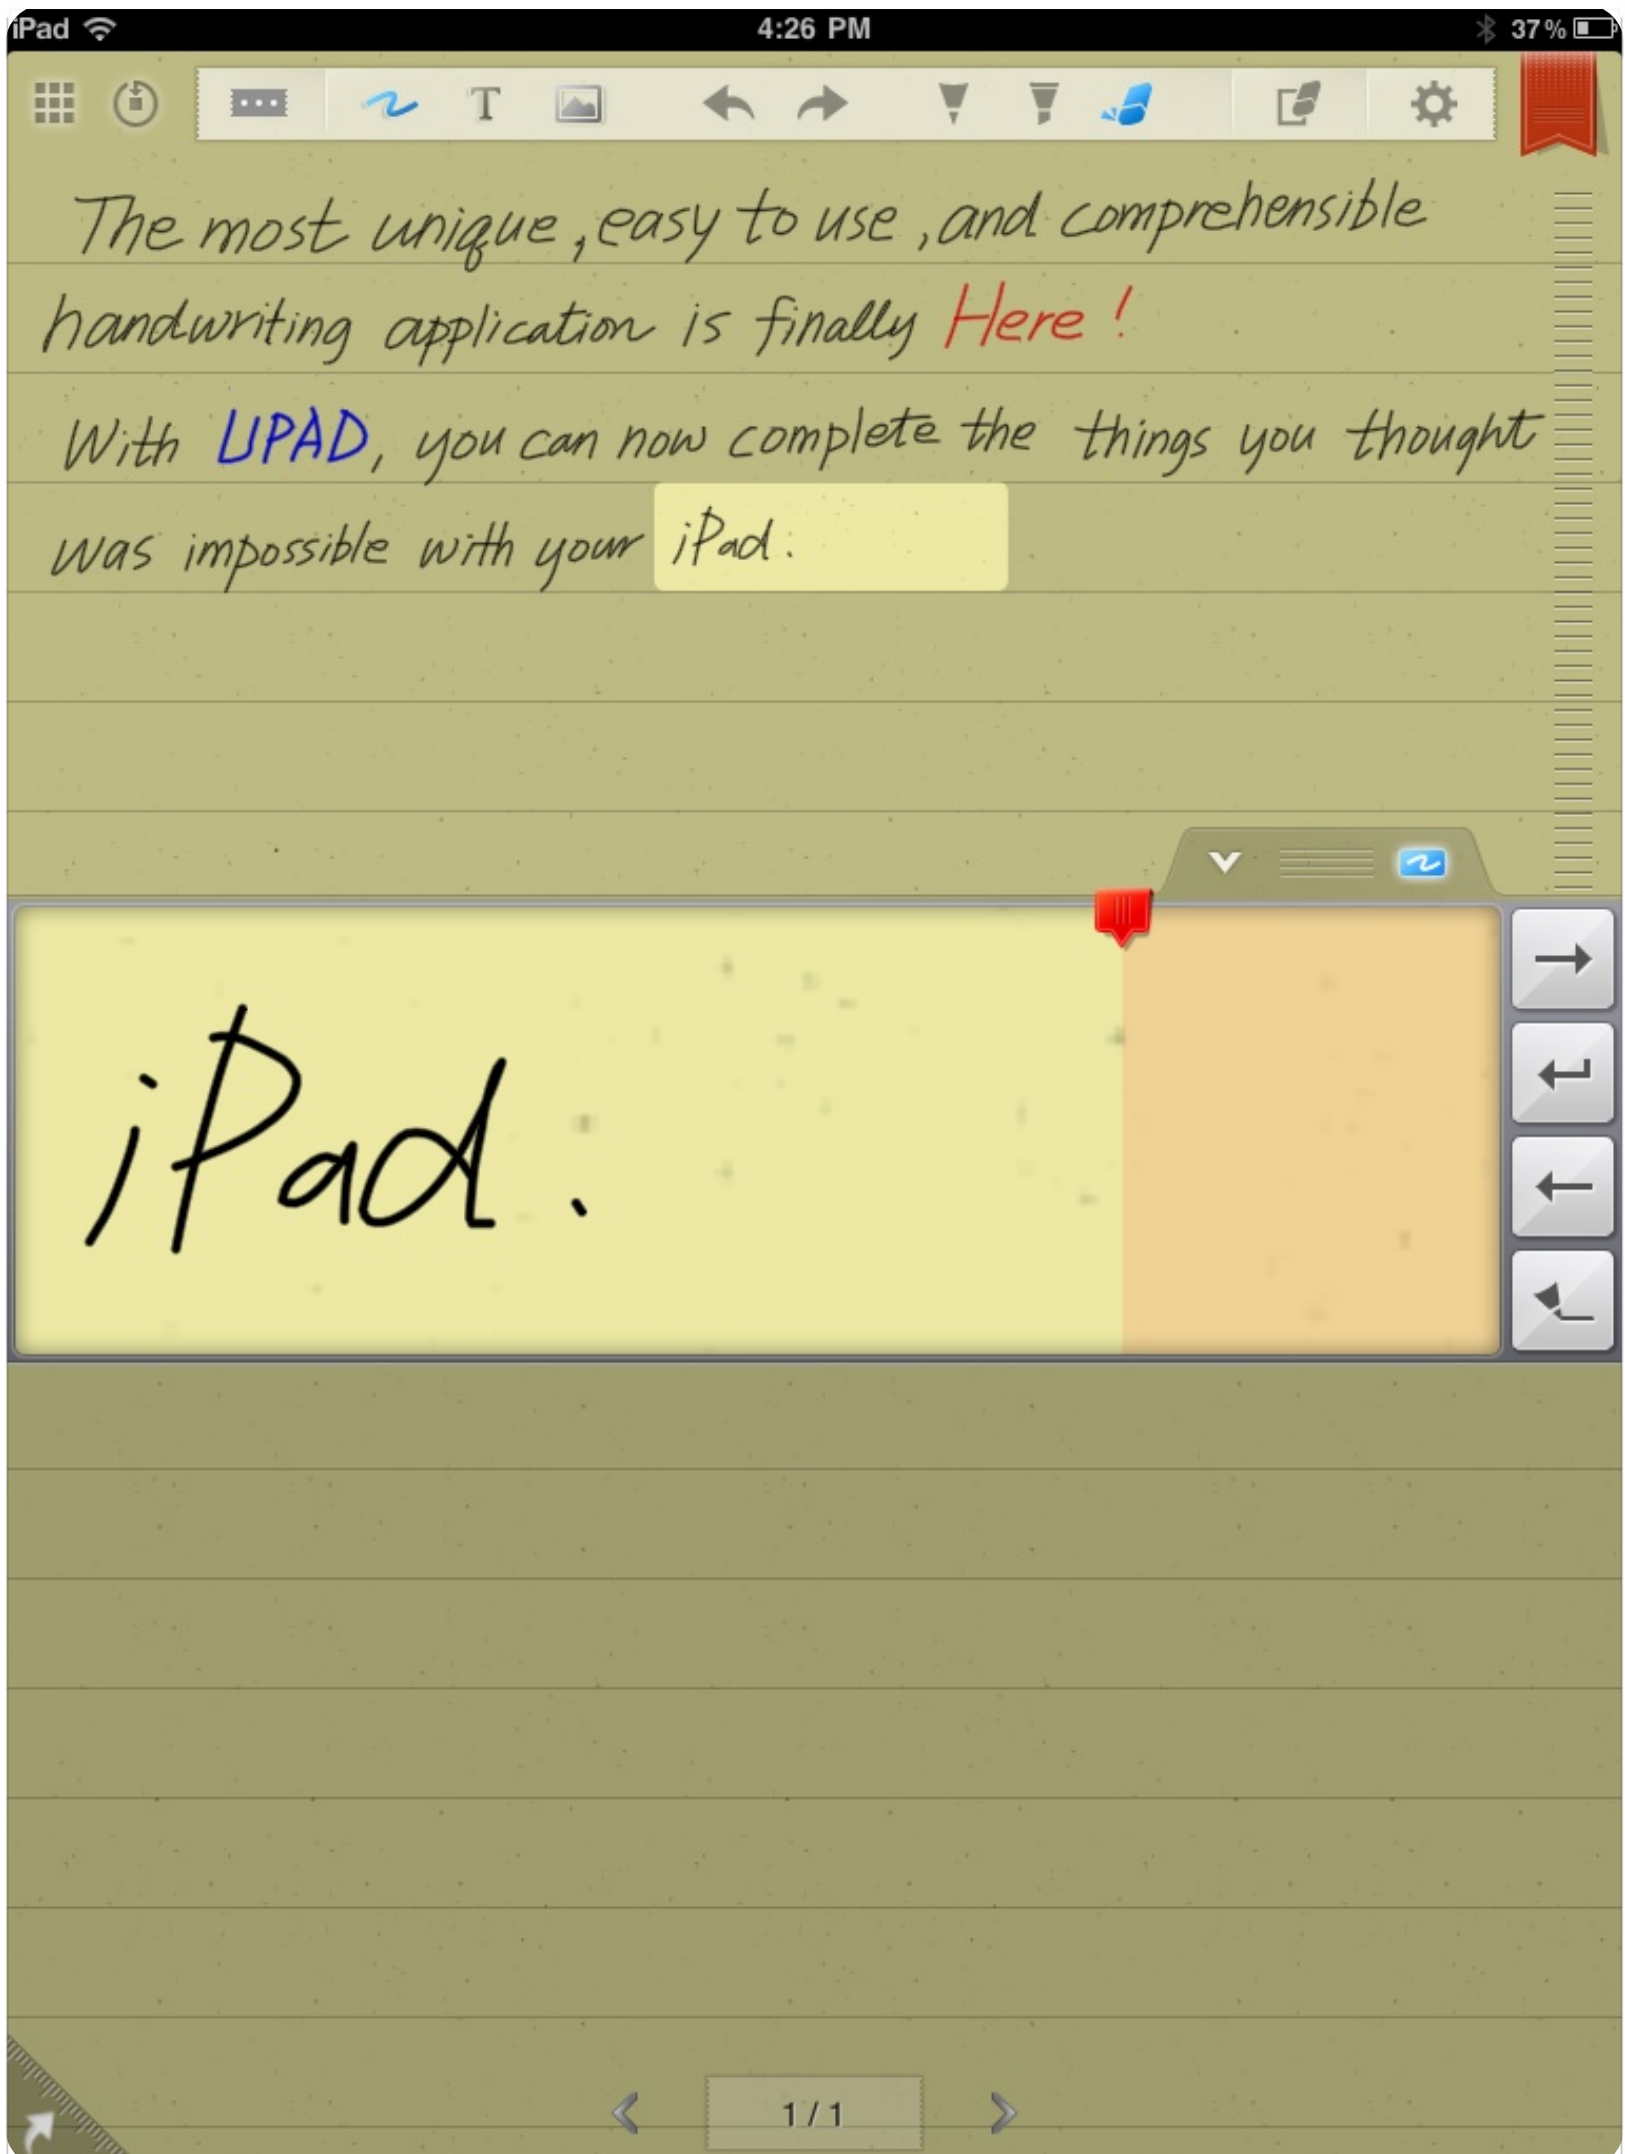 iPad 4:26 PM 37%
T
The most unique, easy to use, and comprehensible
handwriting application is finally Here!
With UPAD, you can now complete the things you thought
was impossible with your iPad.
iPad.
1/1